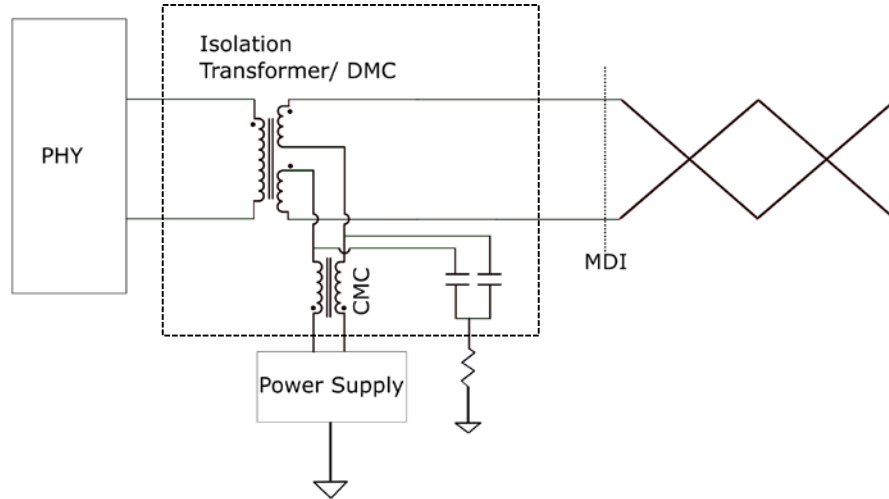 Isolation
Transformer/ DMC
PHY
MDI
CMC
Power Supply